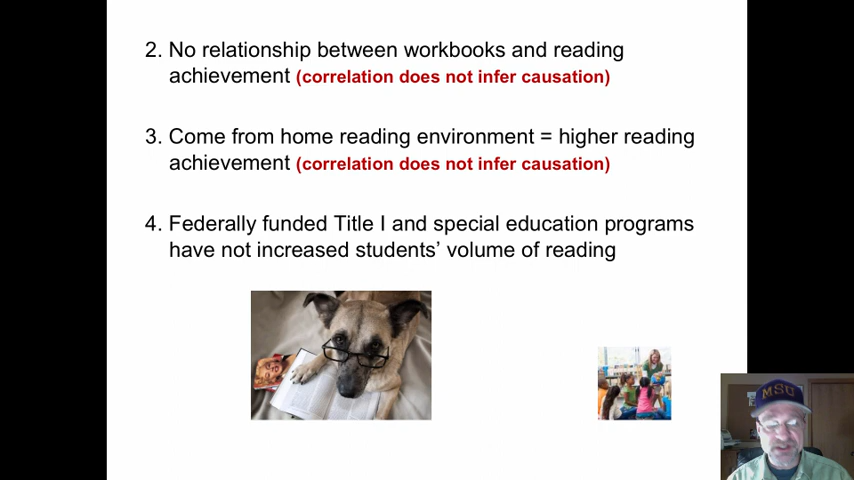 2. No relationship between workbooks and reading
achievement (correlation does not infer causation)
3. Come from home reading environment = higher reading
achievement (correlation does not infer causation)
4. Federally funded Title I and special education programs
have not increased students’ volume of reading
MSU